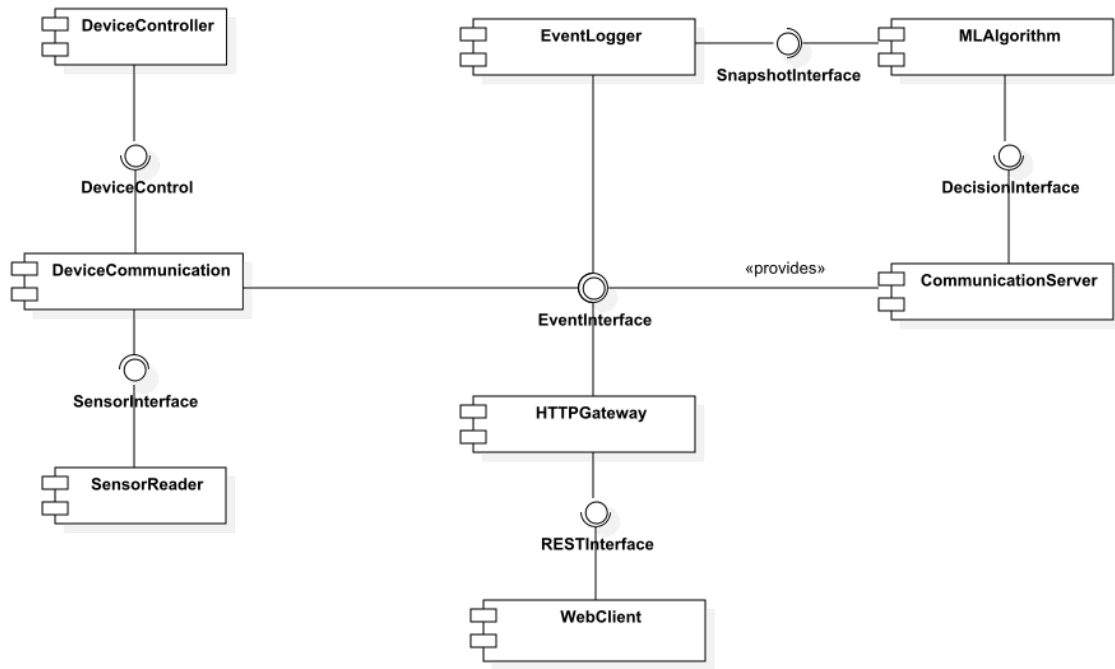 DeviceController
EventLogger
MLAlgorithm
SnapshotInterface
DeviceControl
DecisionInterface
DeviceCommunication
«provides»
CommunicationServer
EventInterface
SensorInterface
HTTPGateway
SensorReader
RESTInterface
WebClient